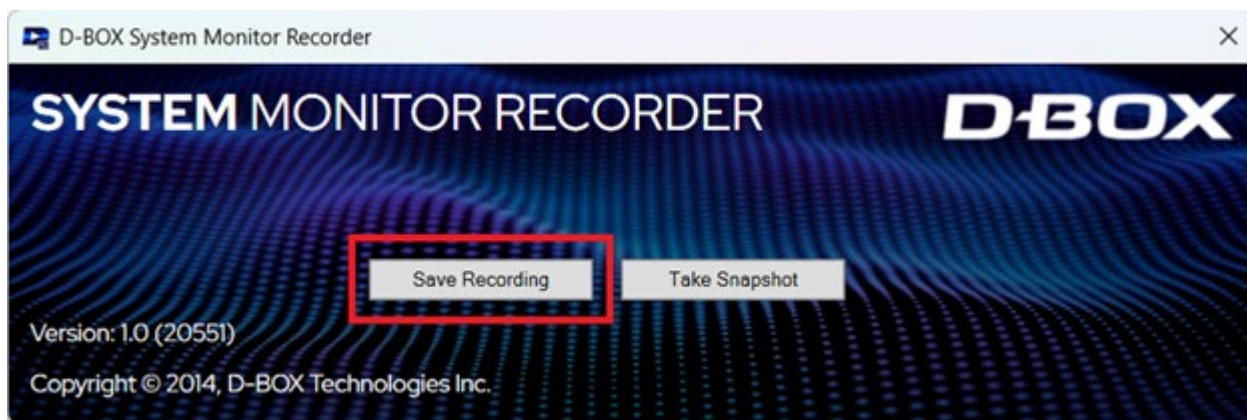 D-BOX System Monitor Recorder
SYSTEM MONITOR RECORDER
D-BOX
Save Recording
Take Snapshot
Version: 1.0 (20551)
Copyright © 2014, D-BOX Technologies Inc.